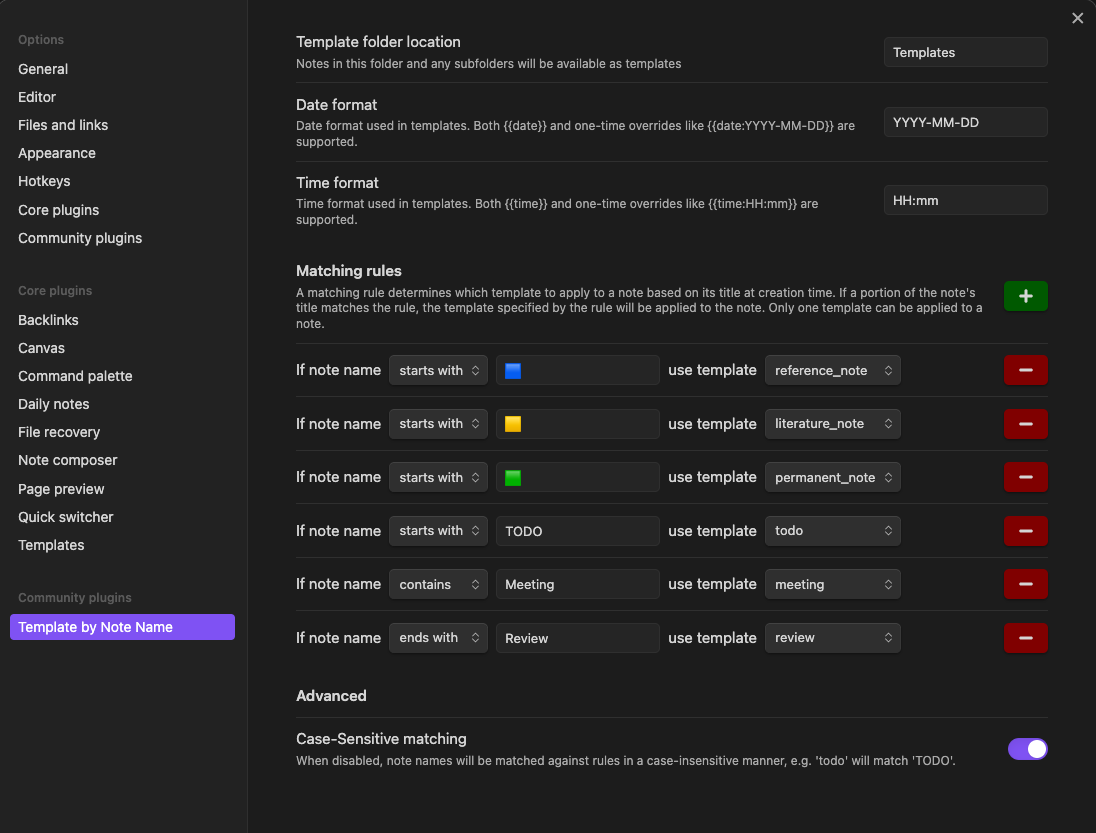 Options
General
Editor
Files and links
Appearance
Hotkeys
Core plugins
Community plugins
Core plugins
Backlinks
Canvas
Command palette
Daily notes
File recovery
Note composer
Page preview
Quick switcher
Templates
Community plugins
Template by Note Name
Template folder location
Notes in this folder and any subfolders will be available as templates
Templates
Date format
Date format used in templates. Both {{date}} and one-time overrides like {{date:YYYY-MM-DD}} are
supported.
YYYY-MM-DD
Time format
Time format used in templates. Both {{time}} and one-time overrides like {{time:HH:mm}} are
supported.
HH:mm
Matching rules
A matching rule determines which template to apply to a note based on its title at creation time. If a portion of the note's
title matches the rule, the template specified by the rule will be applied to the note. Only one template can be applied to a
note.
If note name starts with 🟦 use template reference_note
If note name starts with 🟨 use template literature_note
If note name starts with 🟩 use template permanent_note
If note name starts with TODO use template todo
If note name contains Meeting use template meeting
If note name ends with Review use template review
Advanced
Case-Sensitive matching
When disabled, note names will be matched against rules in a case-insensitive manner, e.g. 'todo' will match 'TODO'.